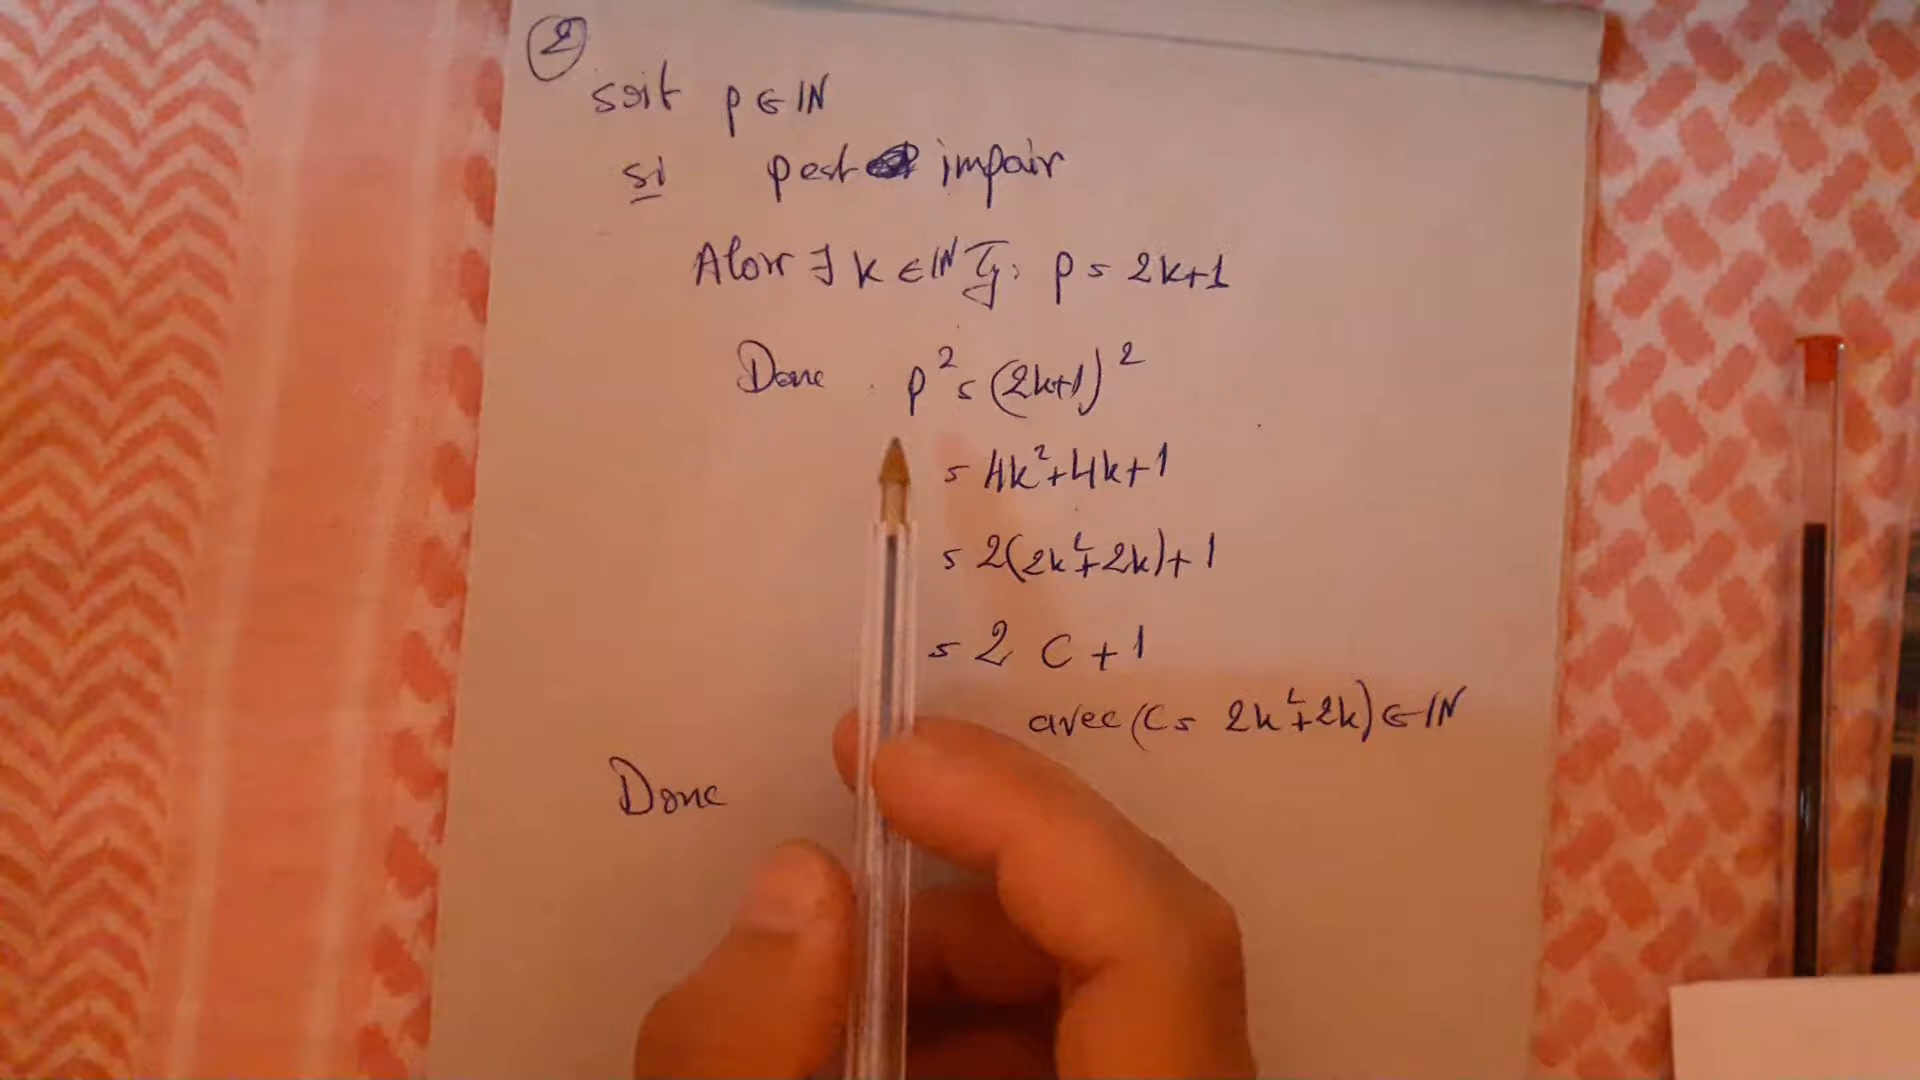 ②
soit p ∈ IN
si p est impair
Alors ∃ k ∈ IN Tq: p = 2k+1
Donc p² = (2k+1)²
= 4k²+4k+1
= 2(2k²+2k)+1
= 2 C + 1
avec (C = 2k²+2k) ∈ IN
Donc